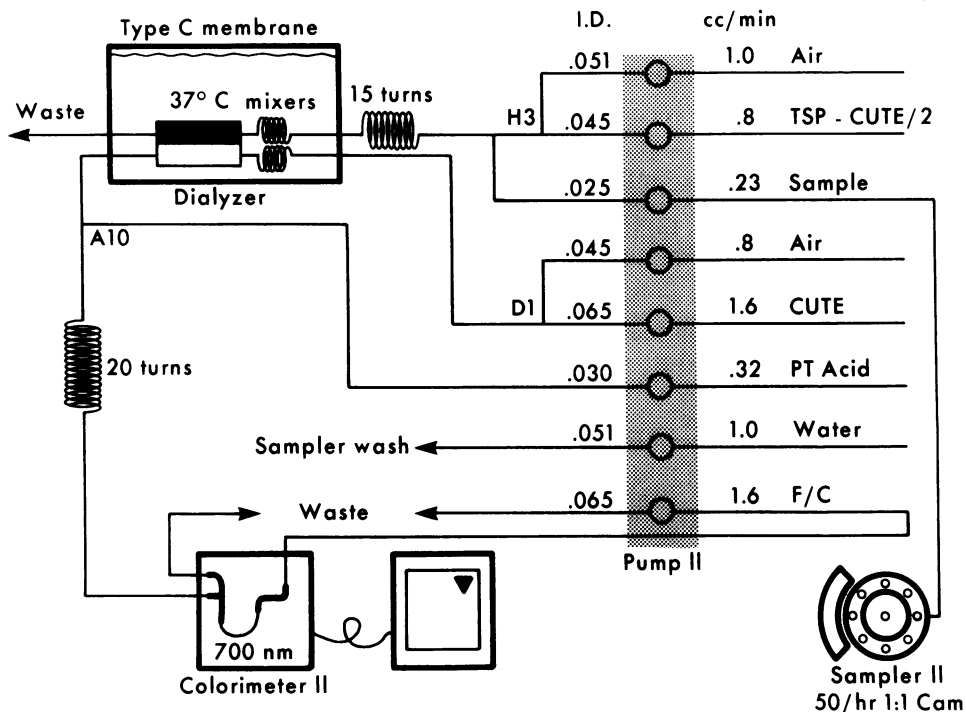 I.D. cc/min
Type C membrane
.051 1.0 Air
37° C mixers 15 turns
Waste
H3 .045 .8 TSP - CUTE/2
.025 .23 Sample
Dialyzer
A10
.045 .8 Air
D1 .065 1.6 CUTE
20 turns
.030 .32 PT Acid
Sampler wash .051 1.0 Water
Waste .065 1.6 F/C
Pump II
700 nm
Colorimeter II
Sampler II
50/hr 1:1 Cam